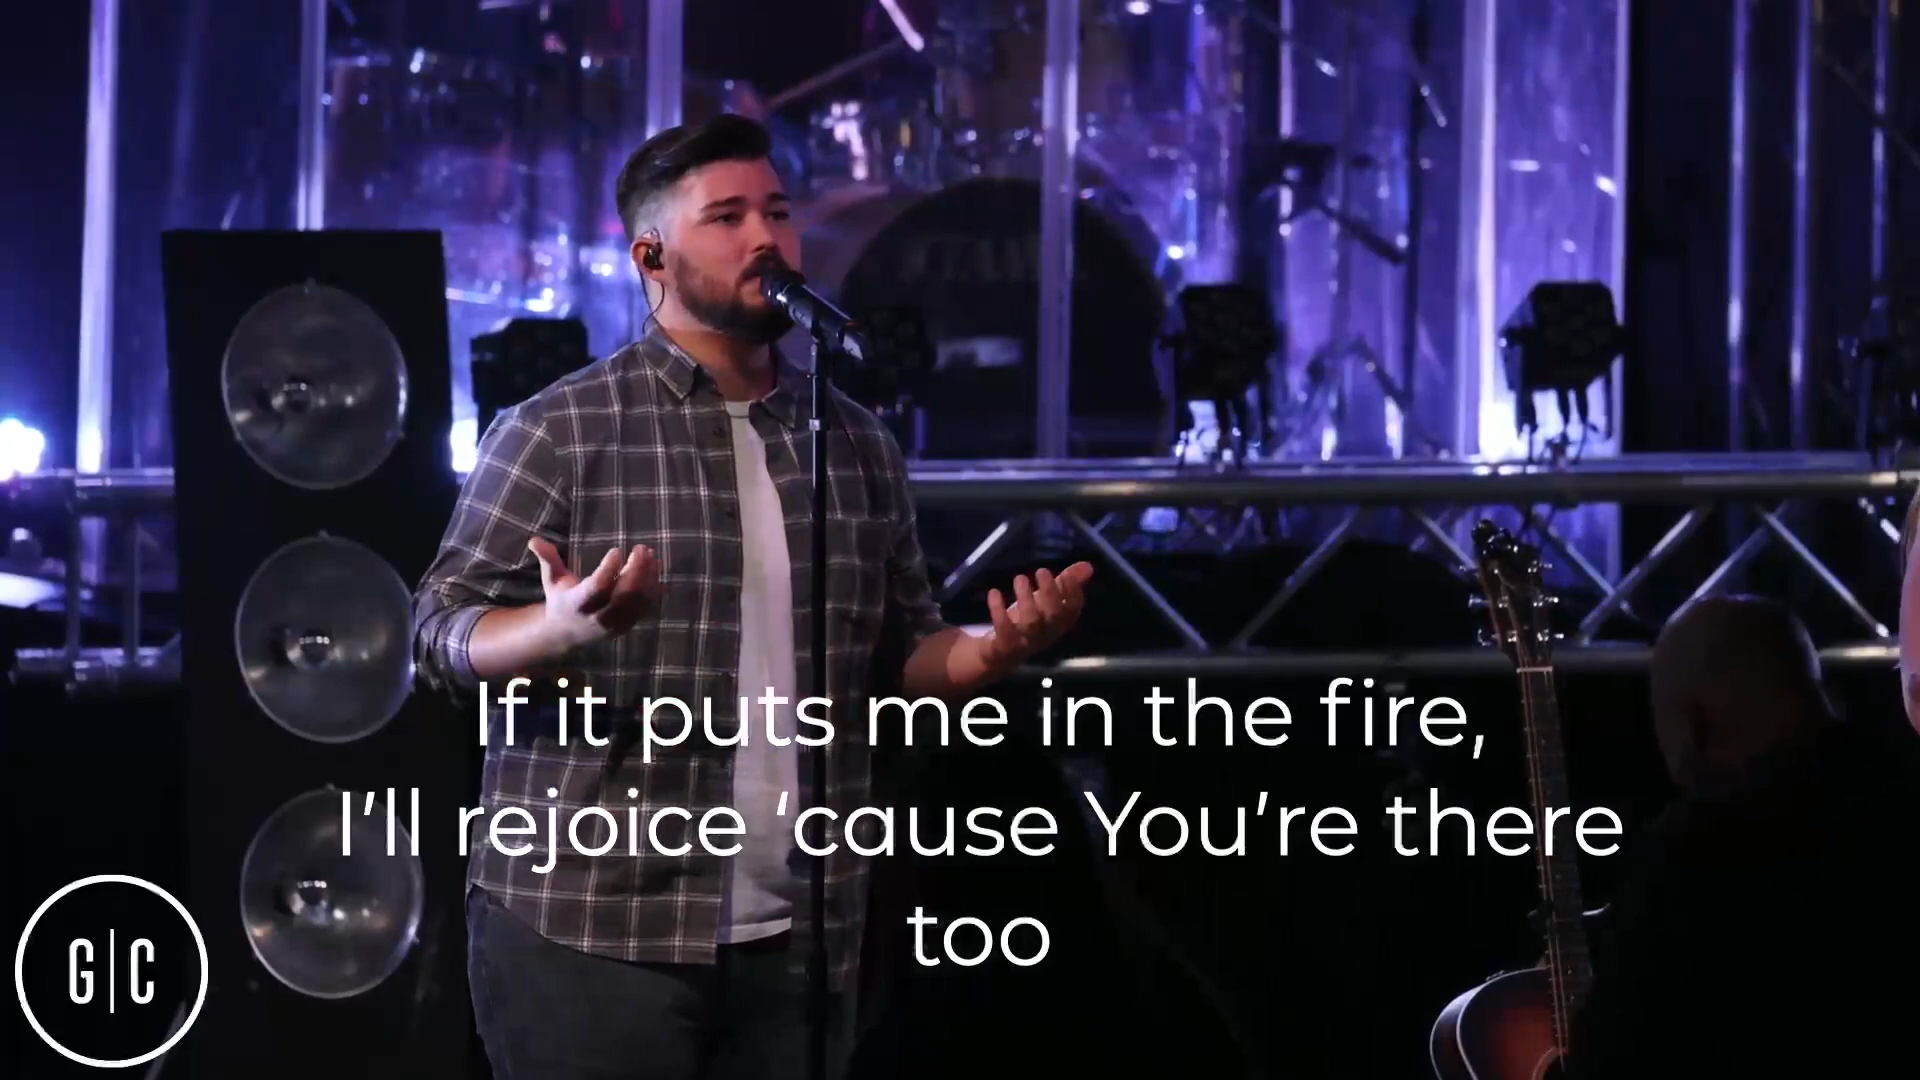 If it puts me in the fire,
I'll rejoice 'cause You're there
too
G|C